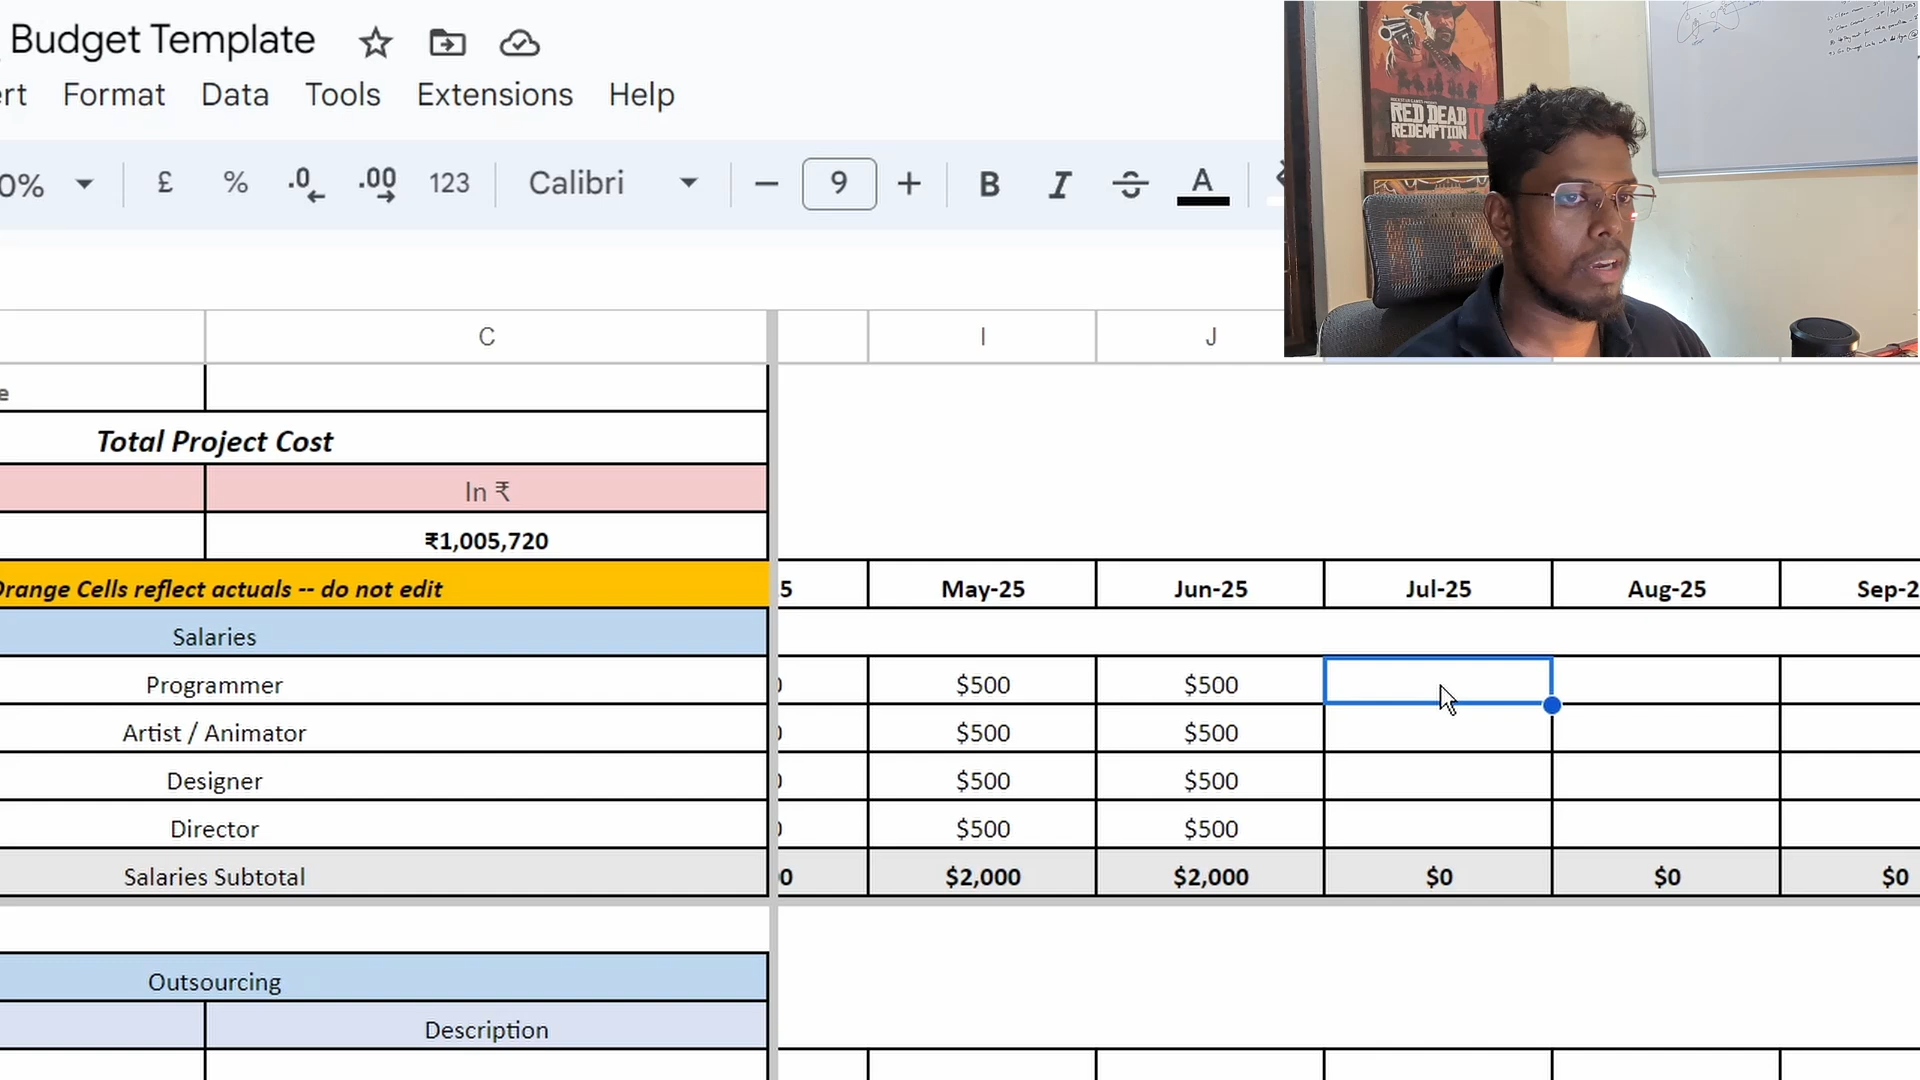 Budget Template
rt Format Data Tools Extensions Help
0% £ % .0 .00 123 Calibri 9 B I A
RED DEAD
REDEMPTION II
C I J
e
Total Project Cost
In ₹
₹1,005,720
Orange Cells reflect actuals -- do not edit 5 May-25 Jun-25 Jul-25 Aug-25 Sep-2
Salaries
Programmer $500 $500
Artist / Animator $500 $500
Designer $500 $500
Director $500 $500
Salaries Subtotal 0 $2,000 $2,000 $0 $0 $0
Outsourcing
Description